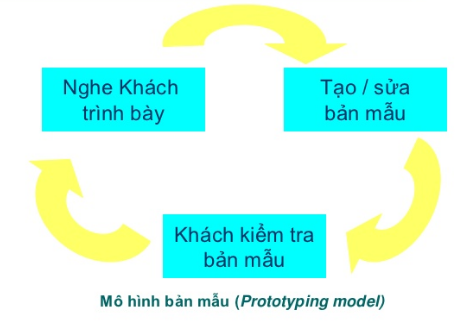 Nghe Khách
trình bày
Tạo / sửa
bản mẫu
Khách kiểm tra
bản mẫu
Mô hình bản mẫu (Prototyping model)